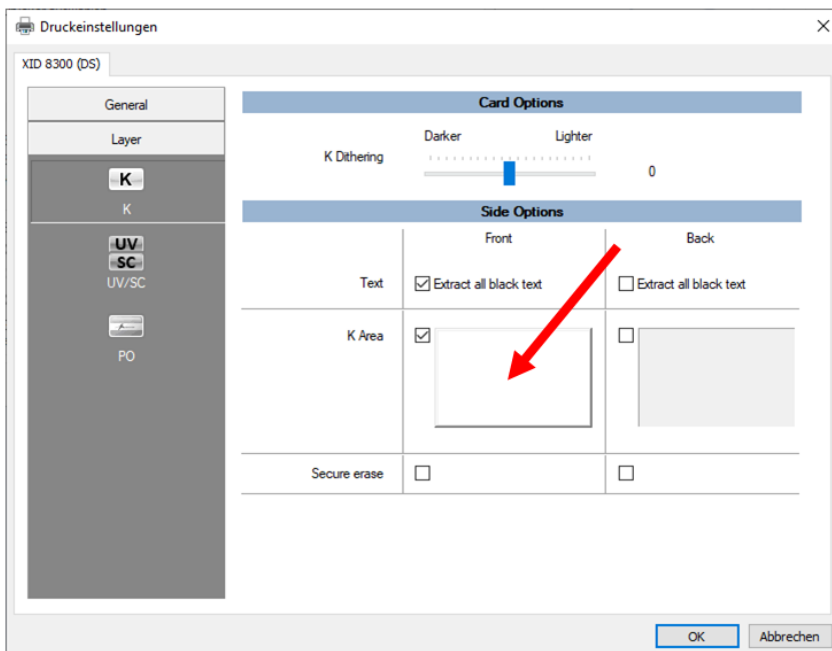 Druckeinstellungen
XID 8300 (DS)
General
Layer
K
K
UV
SC
UV/SC
PO
Card Options
Darker Lighter
K Dithering 0
Side Options
Front Back
Text Extract all black text Extract all black text
K Area
Secure erase
OK Abbrechen